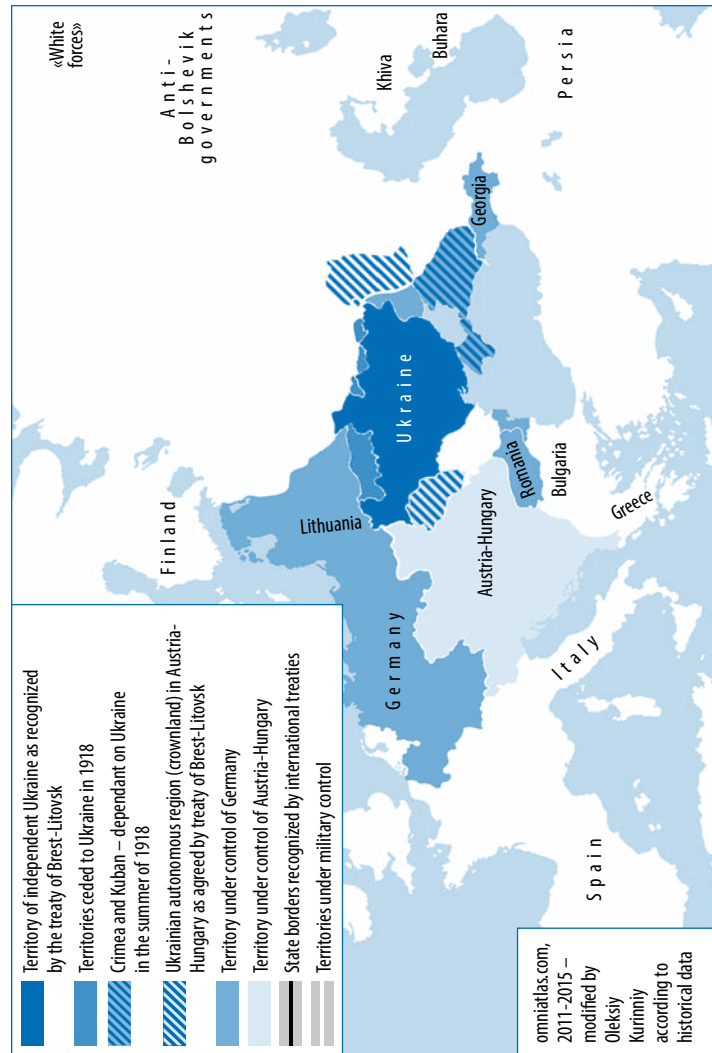 Territory of independent Ukraine as recognized
by the treaty of Brest-Litovsk
Territories ceded to Ukraine in 1918
Crimea and Kuban – dependant on Ukraine
in the summer of 1918
Ukrainian autonomous region (crownland) in Austria-
Hungary as agreed by treaty of Brest-Litovsk
Territory under control of Germany
Territory under control of Austria-Hungary
State borders recognized by international treaties
Territories under military control
«White
forces»
Anti-
Bolshevik
governments
Finland
Khiva
Buhara
Lithuania
Ukraine
Georgia
Persia
Germany
Austria-Hungary
Romania
Bulgaria
Greece
Italy
Spain
omniatlas.com,
2011-2015 –
modified by
Oleksiy
Kurinniy
according to
historical data